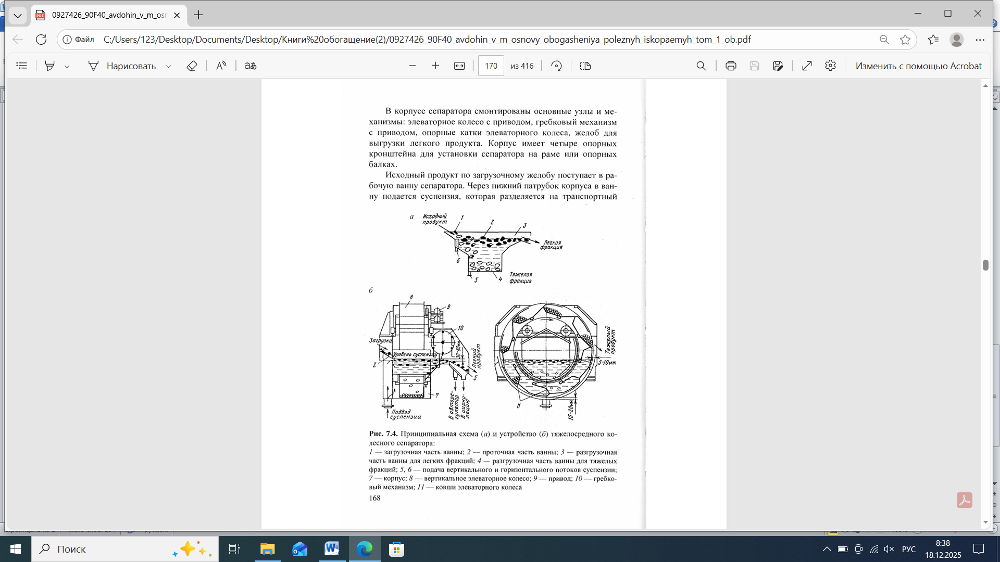 0927426_90F40_avdohin_v_m_osn
Файл
C:/Users/123/Desktop/Documents/Desktop/Книги%20обогащение(2)/0927426_90F40_avdohin_v_m_osnovy_obogasheniya_poleznyh_iskopaemyh_tom_1_ob.pdf
Нарисовать
аあ
170 из 416
Изменить с помощью Acrobat
В корпусе сепаратора смонтированы основные узлы и ме-
ханизмы: элеваторное колесо с приводом, гребковый механизм
с приводом, опорные катки элеваторного колеса, желоб для
выгрузки легкого продукта. Корпус имеет четыре опорных
кронштейна для установки сепаратора на раме или опорных
балках.
Исходный продукт по загрузочному желобу поступает в ра-
бочую ванну сепаратора. Через нижний патрубок корпуса в ван-
ну подается суспензия, которая разделяется на транспортный
а
Исходный
продукт
1
2
3
Легкая
фракция
6
5
4
Тяжелая
фракция
б
8
9
10
Загрузка
Уровень суспензии
2
Легкий
продукт
5
7
В авторе-
гулятор
В цирку-
ляцию
Подвод
суспензии
Тяжелый
продукт
5-10мм
11
15-20мм
Рис. 7.4. Принципиальная схема (а) и устройство (б) тяжелосредного ко-
лесного сепаратора:
1 — загрузочная часть ванны; 2 — проточная часть ванны; 3 — разгрузочная
часть ванны для легких фракций; 4 — разгрузочная часть ванны для тяжелых
фракций; 5, 6 — подача вертикального и горизонтального потоков суспензии;
7 — корпус; 8 — вертикальное элеваторное колесо; 9 — привод; 10 — гребко-
вый механизм; 11 — ковши элеваторного колеса
168
Поиск
РУС
8:38
18.12.2025